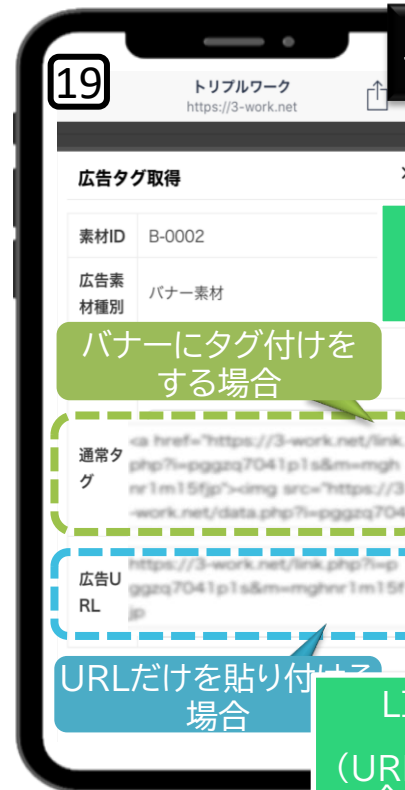 19
トリプルワーク
https://3-work.net
広告タグ取得
素材ID B-0002
広告素
材種別
バナー素材
バナーにタグ付けを
する場合
通常タ
グ
<a href="https://3-work.net/link.
php?i=pggzq7041p1s&m=mgh
nr1m15fjp"><img src="https://3
-work.net/data.php?i=pggzq704
広告U
RL
https://3-work.net/link.php?i=p
ggzq7041p1s&m=mghnr1m15f
jp
URLだけを貼り付ける
場合
（UR